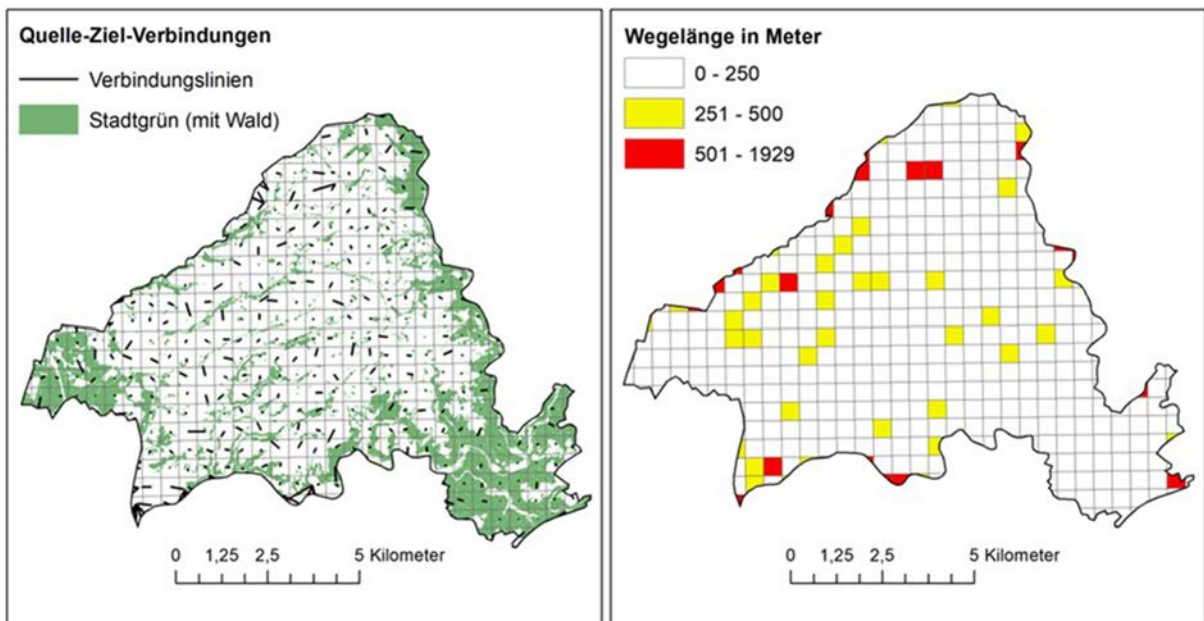 Quelle-Ziel-Verbindungen
Verbindungslinien
Stadtgrün (mit Wald)
0 1,25 2,5 5 Kilometer
Wegelänge in Meter
0 - 250
251 - 500
501 - 1929
0 1,25 2,5 5 Kilometer